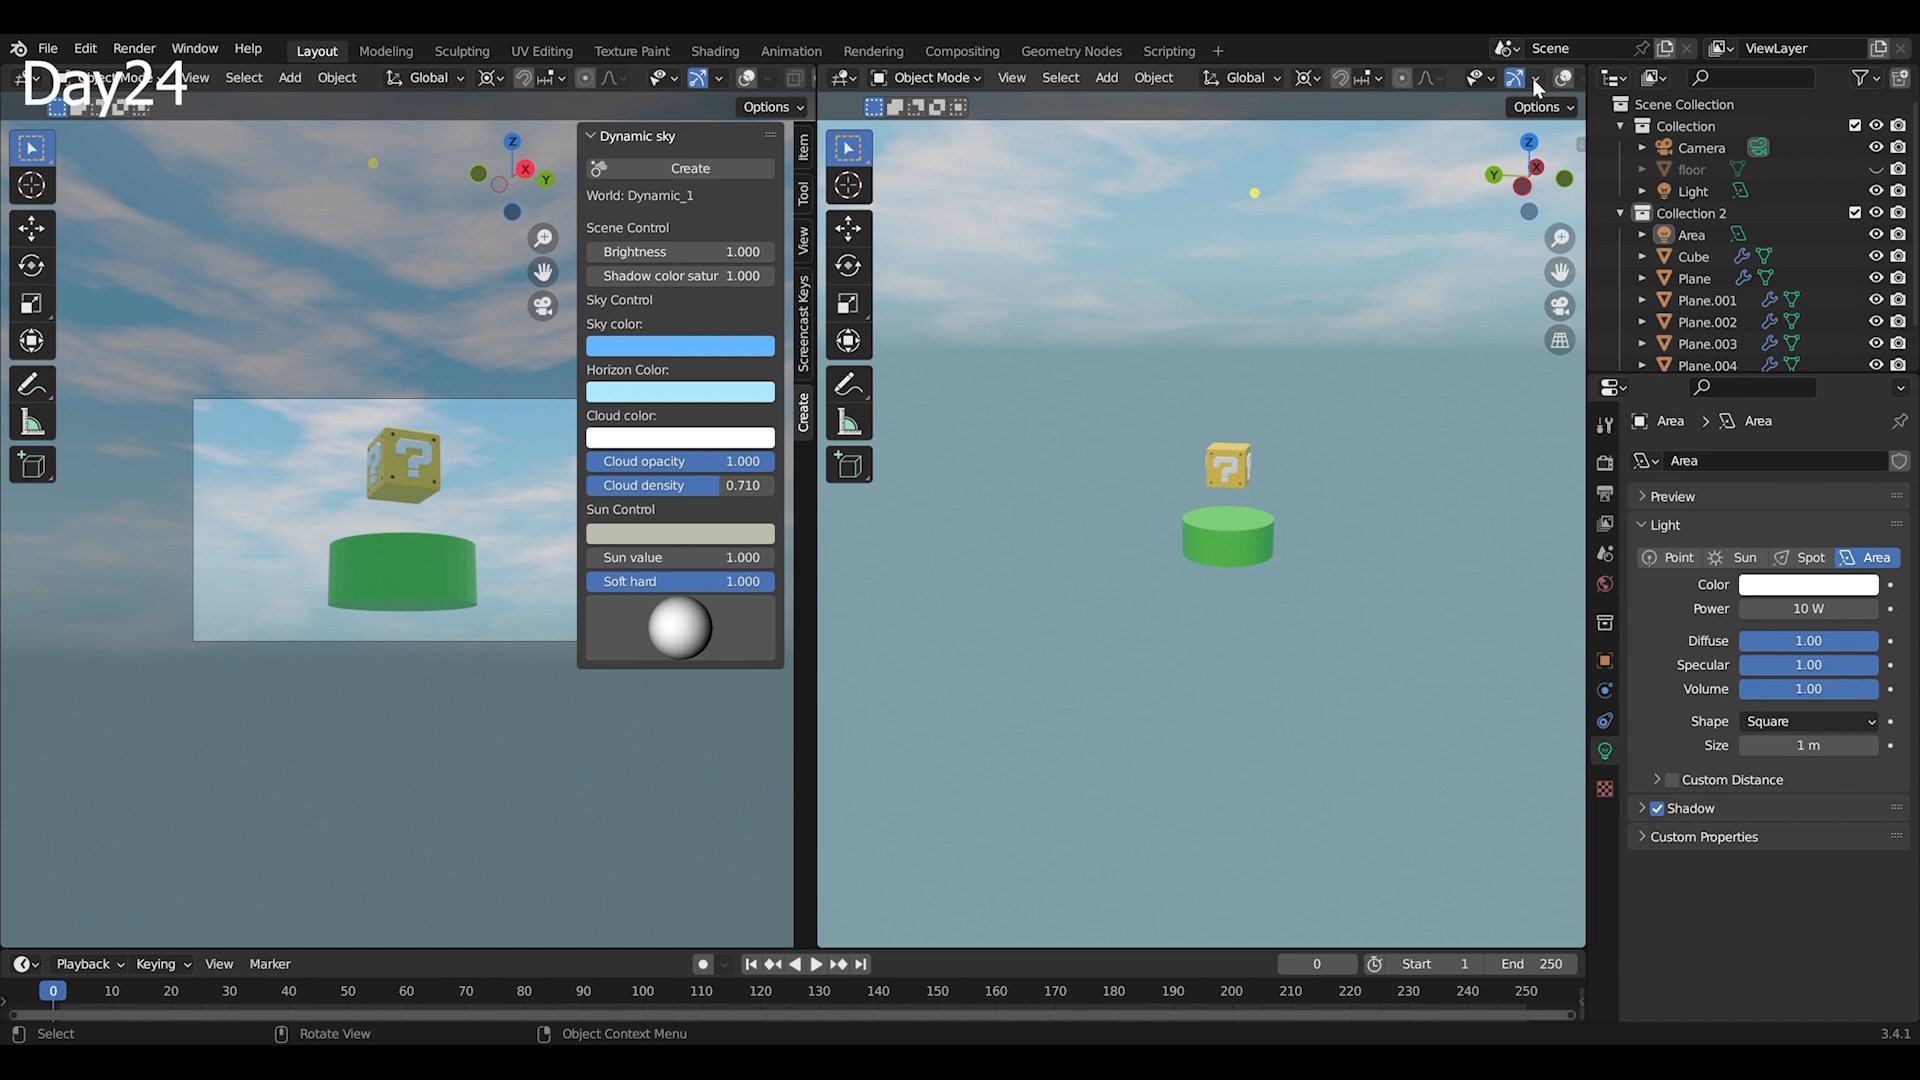 File Edit Render Window Help Layout Modeling Sculpting UV Editing Texture Paint Shading Animation Rendering Compositing Geometry Nodes Scripting + Scene ViewLayer
Day24
View Select Add Object Global
Object Mode View Select Add Object Global
Options
Options
Z
X
Y
Dynamic sky
Create
World: Dynamic_1
Scene Control
Brightness 1.000
Shadow color satur 1.000
Sky Control
Sky color:
Horizon Color:
Cloud color:
Cloud opacity 1.000
Cloud density 0.710
Sun Control
Sun value 1.000
Soft hard 1.000
Item
Tool
View
Screencast Keys
Create
?
?
Z
X
Y
?
Scene Collection
Collection
Camera
floor
Light
Collection 2
Area
Cube
Plane
Plane.001
Plane.002
Plane.003
Plane.004
Area > Area
Area
Preview
Light
Point Sun Spot Area
Color
Power 10 W
Diffuse 1.00
Specular 1.00
Volume 1.00
Shape Square
Size 1 m
Custom Distance
Shadow
Custom Properties
Playback Keying View Marker 0 Start 1 End 250
0 10 20 30 40 50 60 70 80 90 100 110 120 130 140 150 160 170 180 190 200 210 220 230 240 250
Select Rotate View Object Context Menu 3.4.1